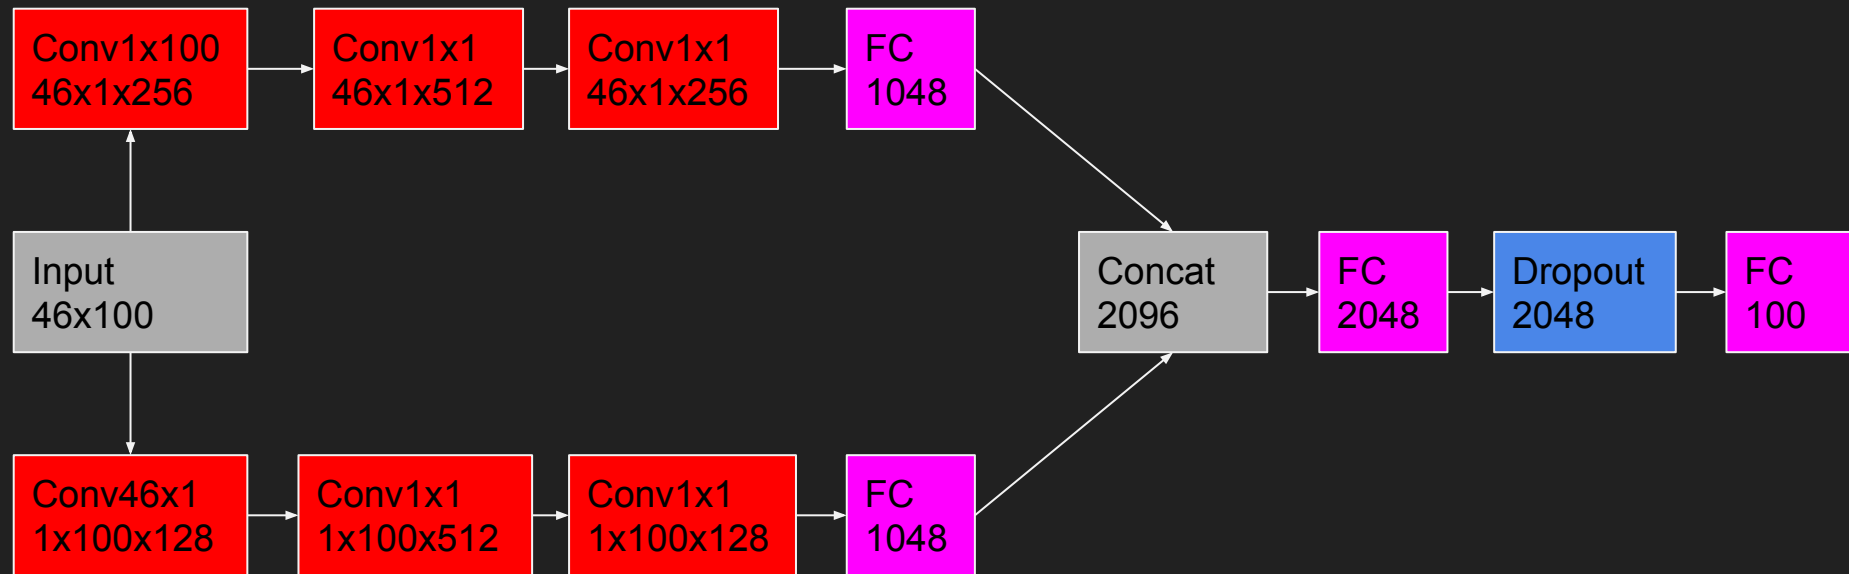 Conv1x100
46x1x256
Conv1x1
46x1x512
Conv1x1
46x1x256
FC
1048
Input
46x100
Concat
2096
FC
2048
Dropout
2048
FC
100
Conv46x1
1x100x128
Conv1x1
1x100x512
Conv1x1
1x100x128
FC
1048